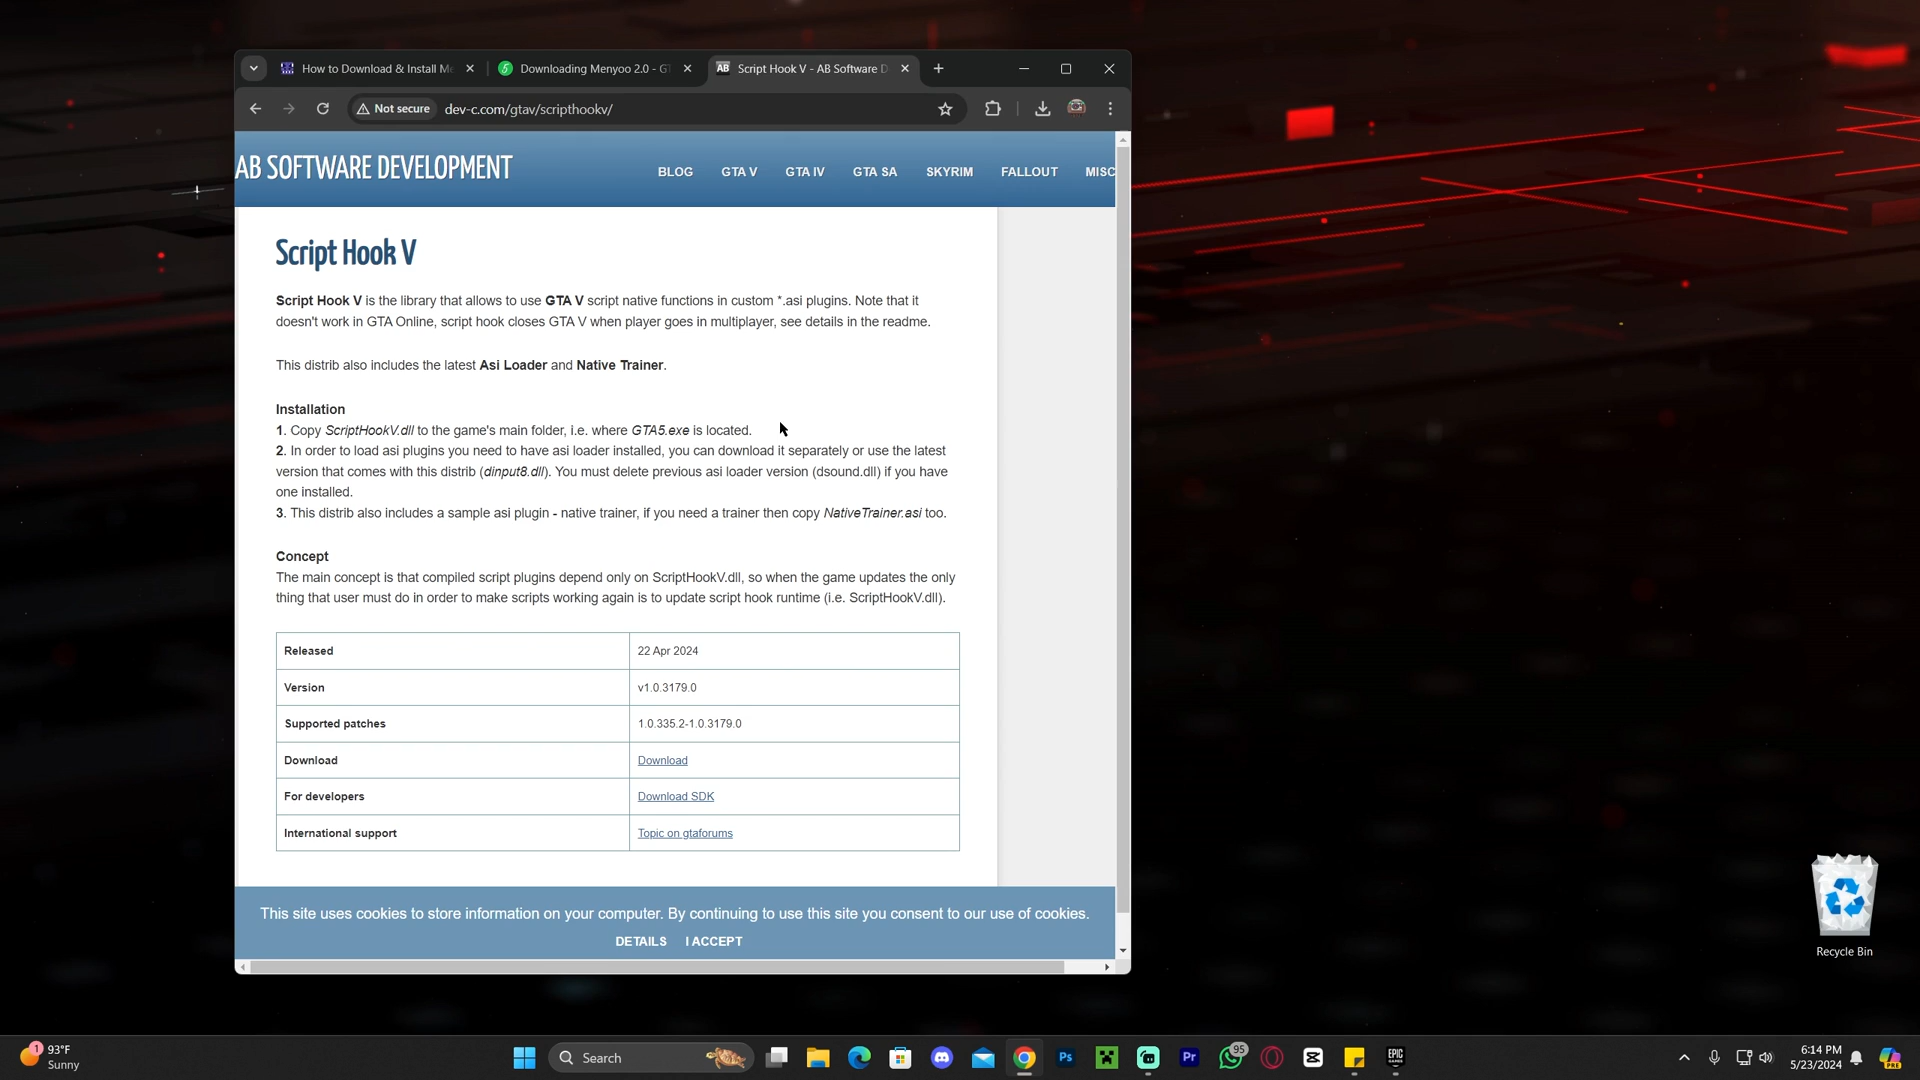 How to Download & Install Me
Downloading Menyoo 2.0 - GT
AB Script Hook V - AB Software D
Not secure dev-c.com/gtav/scripthookv/
AB SOFTWARE DEVELOPMENT
BLOG GTA V GTA IV GTA SA SKYRIM FALLOUT MISC
Script Hook V
Script Hook V is the library that allows to use GTA V script native functions in custom *.asi plugins. Note that it
doesn't work in GTA Online, script hook closes GTA V when player goes in multiplayer, see details in the readme.
This distrib also includes the latest Asi Loader and Native Trainer.
Installation
1. Copy ScriptHookV.dll to the game's main folder, i.e. where GTA5.exe is located.
2. In order to load asi plugins you need to have asi loader installed, you can download it separately or use the latest
version that comes with this distrib (dinput8.dll). You must delete previous asi loader version (dsound.dll) if you have
one installed.
3. This distrib also includes a sample asi plugin - native trainer, if you need a trainer then copy NativeTrainer.asi too.
Concept
The main concept is that compiled script plugins depend only on ScriptHookV.dll, so when the game updates the only
thing that user must do in order to make scripts working again is to update script hook runtime (i.e. ScriptHookV.dll).
Released 22 Apr 2024
Version v1.0.3179.0
Supported patches 1.0.335.2-1.0.3179.0
Download Download
For developers Download SDK
International support Topic on gtaforums
This site uses cookies to store information on your computer. By continuing to use this site you consent to our use of cookies.
DETAILS I ACCEPT
Recycle Bin
1 93°F
Sunny
Search
Ps
Pr
95
EPIC
GAMES
6:14 PM
5/23/2024
PRE